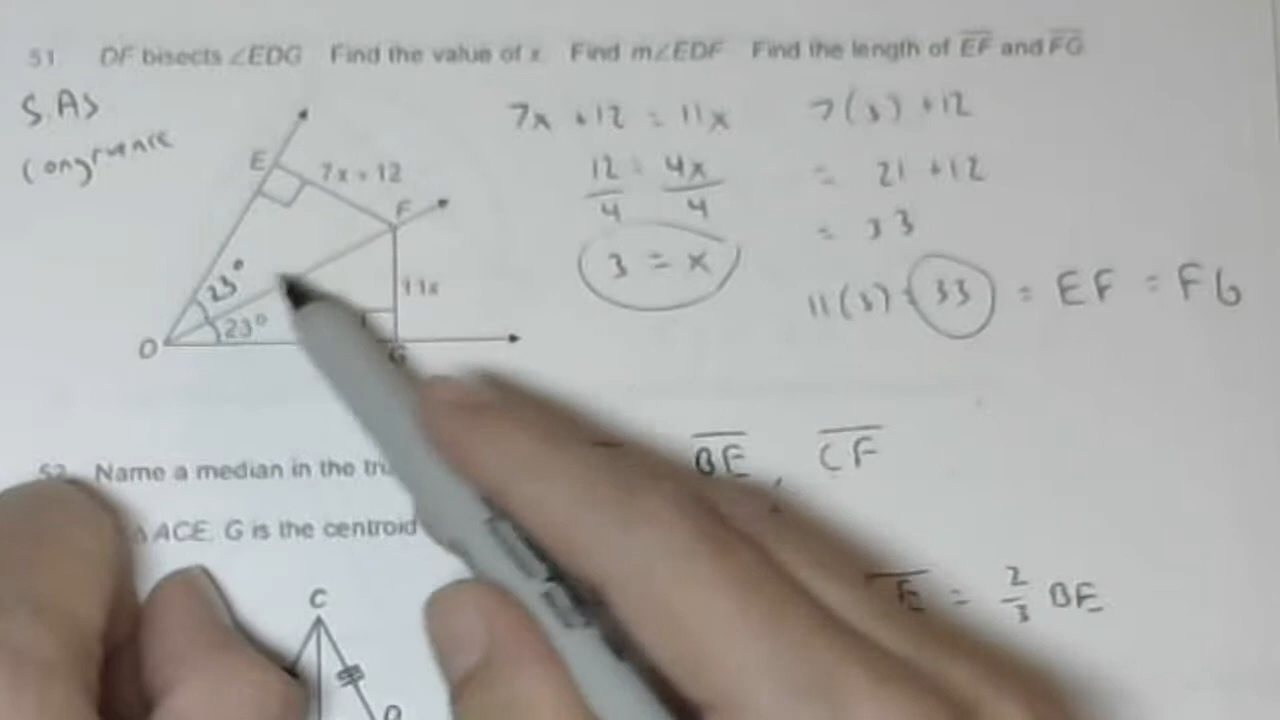 51 DF bisects ∠EDG Find the value of x. Find m∠EDF Find the length of EF and FG
S.AS
Congruence
E
7x + 12
F
11x
23°
23°
D
G
7x + 12 = 11x
12 = 4x
4 4
3 = x
7(3) + 12
= 21 + 12
= 33
11(3) = 33 = EF = FG
52 Name a median in the
BE, CF
ACE, G is the centroid
= 2/3 BE
C
D